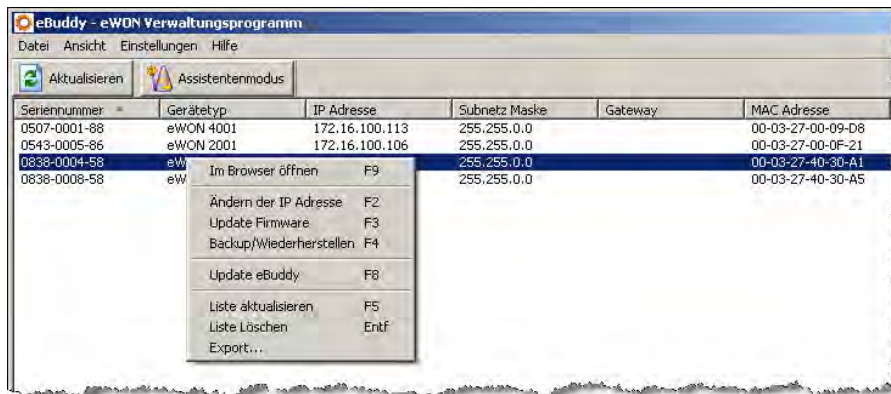 eBuddy - eWON Verwaltungsprogramm
Datei Ansicht Einstellungen Hilfe
Aktualisieren Assistentenmodus
Seriennummer Gerätetyp IP Adresse Subnetz Maske Gateway MAC Adresse
0507-0001-88 eWON 4001 172.16.100.113 255.255.0.0 00-03-27-00-09-D8
0543-0005-86 eWON 2001 172.16.100.106 255.255.0.0 00-03-27-00-0F-21
0838-0004-58 eW 255.255.0.0 00-03-27-40-30-A1
0838-0008-58 eW 255.255.0.0 00-03-27-40-30-A5
Im Browser öffnen F9
Ändern der IP Adresse F2
Update Firmware F3
Backup/Wiederherstellen F4
Update eBuddy F8
Liste aktualisieren F5
Liste Löschen Entf
Export...